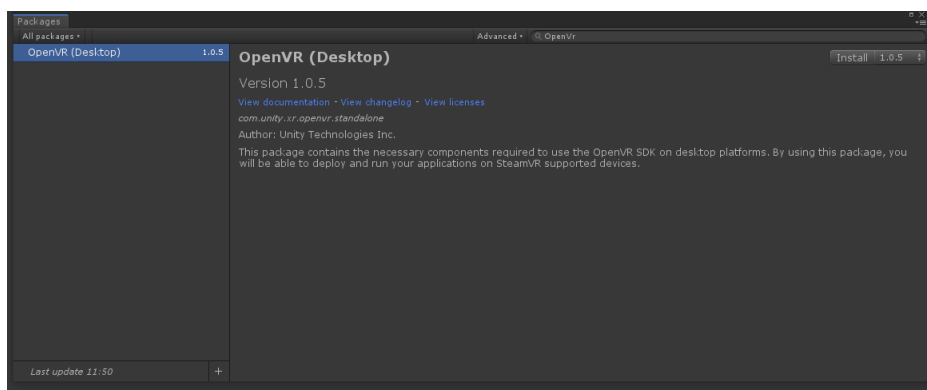 Packages
All packages
Advanced
OpenVr
OpenVR (Desktop) 1.0.5
OpenVR (Desktop)
Install 1.0.5
Version 1.0.5
View documentation • View changelog • View licenses
com.unity.xr.openvr.standalone
Author: Unity Technologies Inc.
This package contains the necessary components required to use the OpenVR SDK on desktop platforms. By using this package, you
will be able to deploy and run your applications on SteamVR supported devices.
Last update 11:50
+